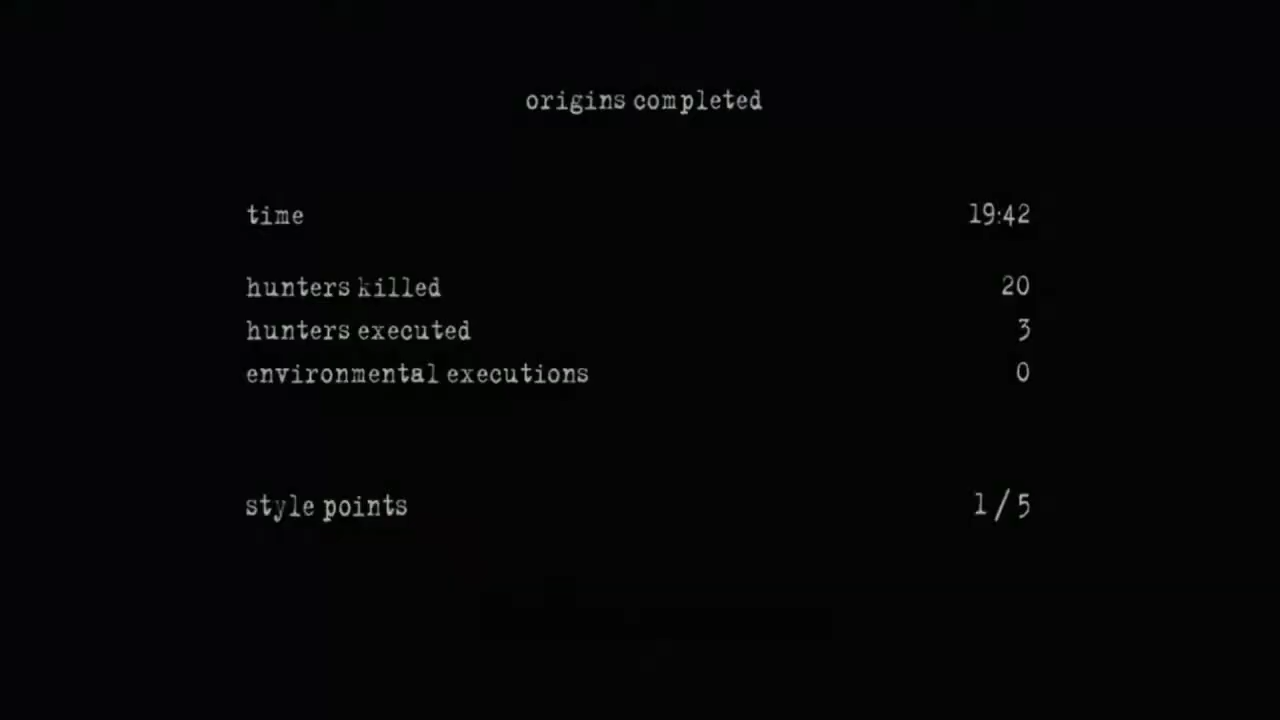 origins completed
time 19:42
hunters killed 20
hunters executed 3
environmental executions 0
style points 1/5